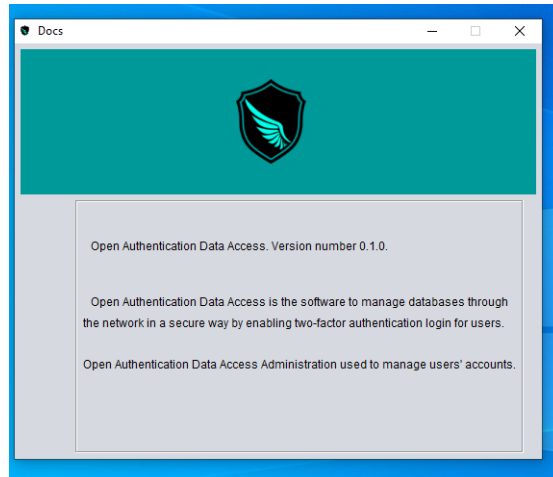 Docs
Open Authentication Data Access. Version number 0.1.0.
Open Authentication Data Access is the software to manage databases through
the network in a secure way by enabling two-factor authentication login for users.
Open Authentication Data Access Administration used to manage users' accounts.